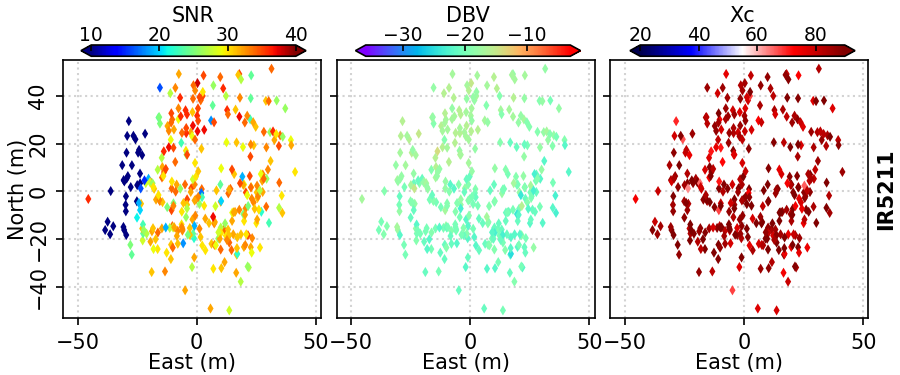 SNR DBV Xc
10 20 30 40 −30 −20 −10 20 40 60 80
40
20
0
−20
−40
North (m)
IR5211
−50 0 50 −50 0 50 −50 0 50
East (m) East (m) East (m)